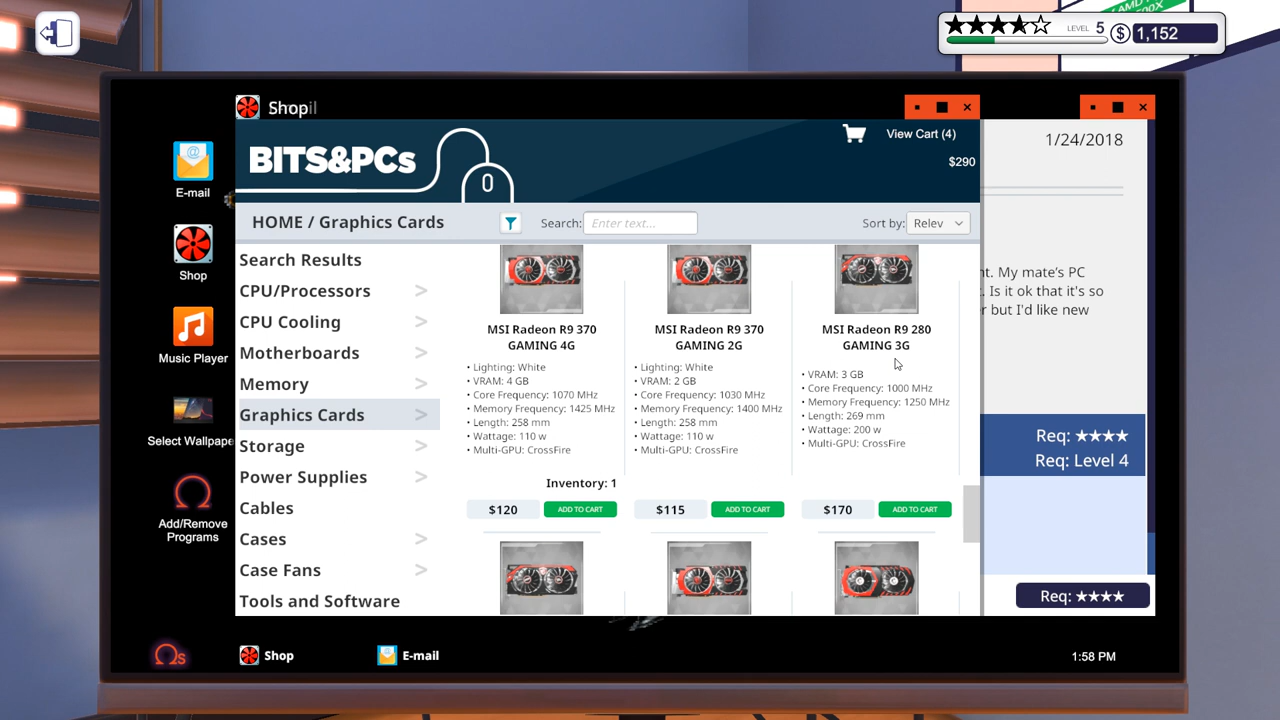 AMD
500X
LEVEL 5 $ 1,152
Shopil
1/24/2018
BITS&PCs
0
View Cart (4)
$290
HOME / Graphics Cards
Search: Enter text...
Sort by: Relev
E-mail
Shop
Music Player
Select Wallpape
Add/Remove
Programs
Search Results
CPU/Processors >
CPU Cooling >
Motherboards >
Memory >
Graphics Cards >
Storage >
Power Supplies >
Cables
Cases >
Case Fans >
Tools and Software
MSI Radeon R9 370
GAMING 4G
• Lighting: White
• VRAM: 4 GB
• Core Frequency: 1070 MHz
• Memory Frequency: 1425 MHz
• Length: 258 mm
• Wattage: 110 w
• Multi-GPU: CrossFire
Inventory: 1
$120 ADD TO CART
MSI Radeon R9 370
GAMING 2G
• Lighting: White
• VRAM: 2 GB
• Core Frequency: 1030 MHz
• Memory Frequency: 1400 MHz
• Length: 258 mm
• Wattage: 110 w
• Multi-GPU: CrossFire
$115 ADD TO CART
MSI Radeon R9 280
GAMING 3G
• VRAM: 3 GB
• Core Frequency: 1000 MHz
• Memory Frequency: 1250 MHz
• Length: 269 mm
• Wattage: 200 w
• Multi-GPU: CrossFire
$170 ADD TO CART
nt. My mate's PC
. Is it ok that it's so
r but I'd like new
Req: ★★★★
Req: Level 4
Req: ★★★★
Ωs
Shop
E-mail
1:58 PM